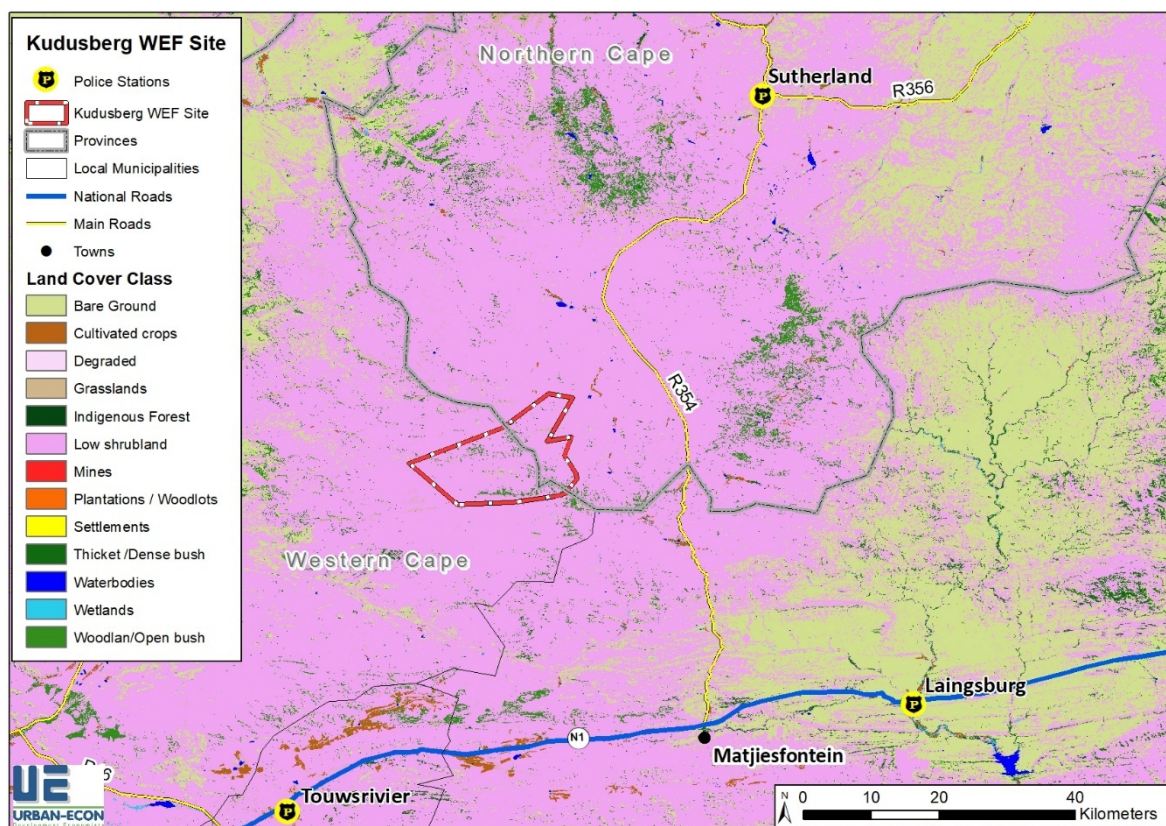 Kudusberg WEF Site
P
Police Stations
Kudusberg WEF Site
Provinces
Local Municipalities
National Roads
Main Roads
Towns
Land Cover Class
Bare Ground
Cultivated crops
Degraded
Grasslands
Indigenous Forest
Low shrubland
Mines
Plantations / Woodlots
Settlements
Thicket /Dense bush
Waterbodies
Wetlands
Woodlan/Open bush
Northern Cape
Sutherland
P
R356
R354
Western Cape
Laingsburg
P
N1
Matjiesfontein
Touwsrivier
P
UE
URBAN-ECON
N
0 10 20 40
Kilometers